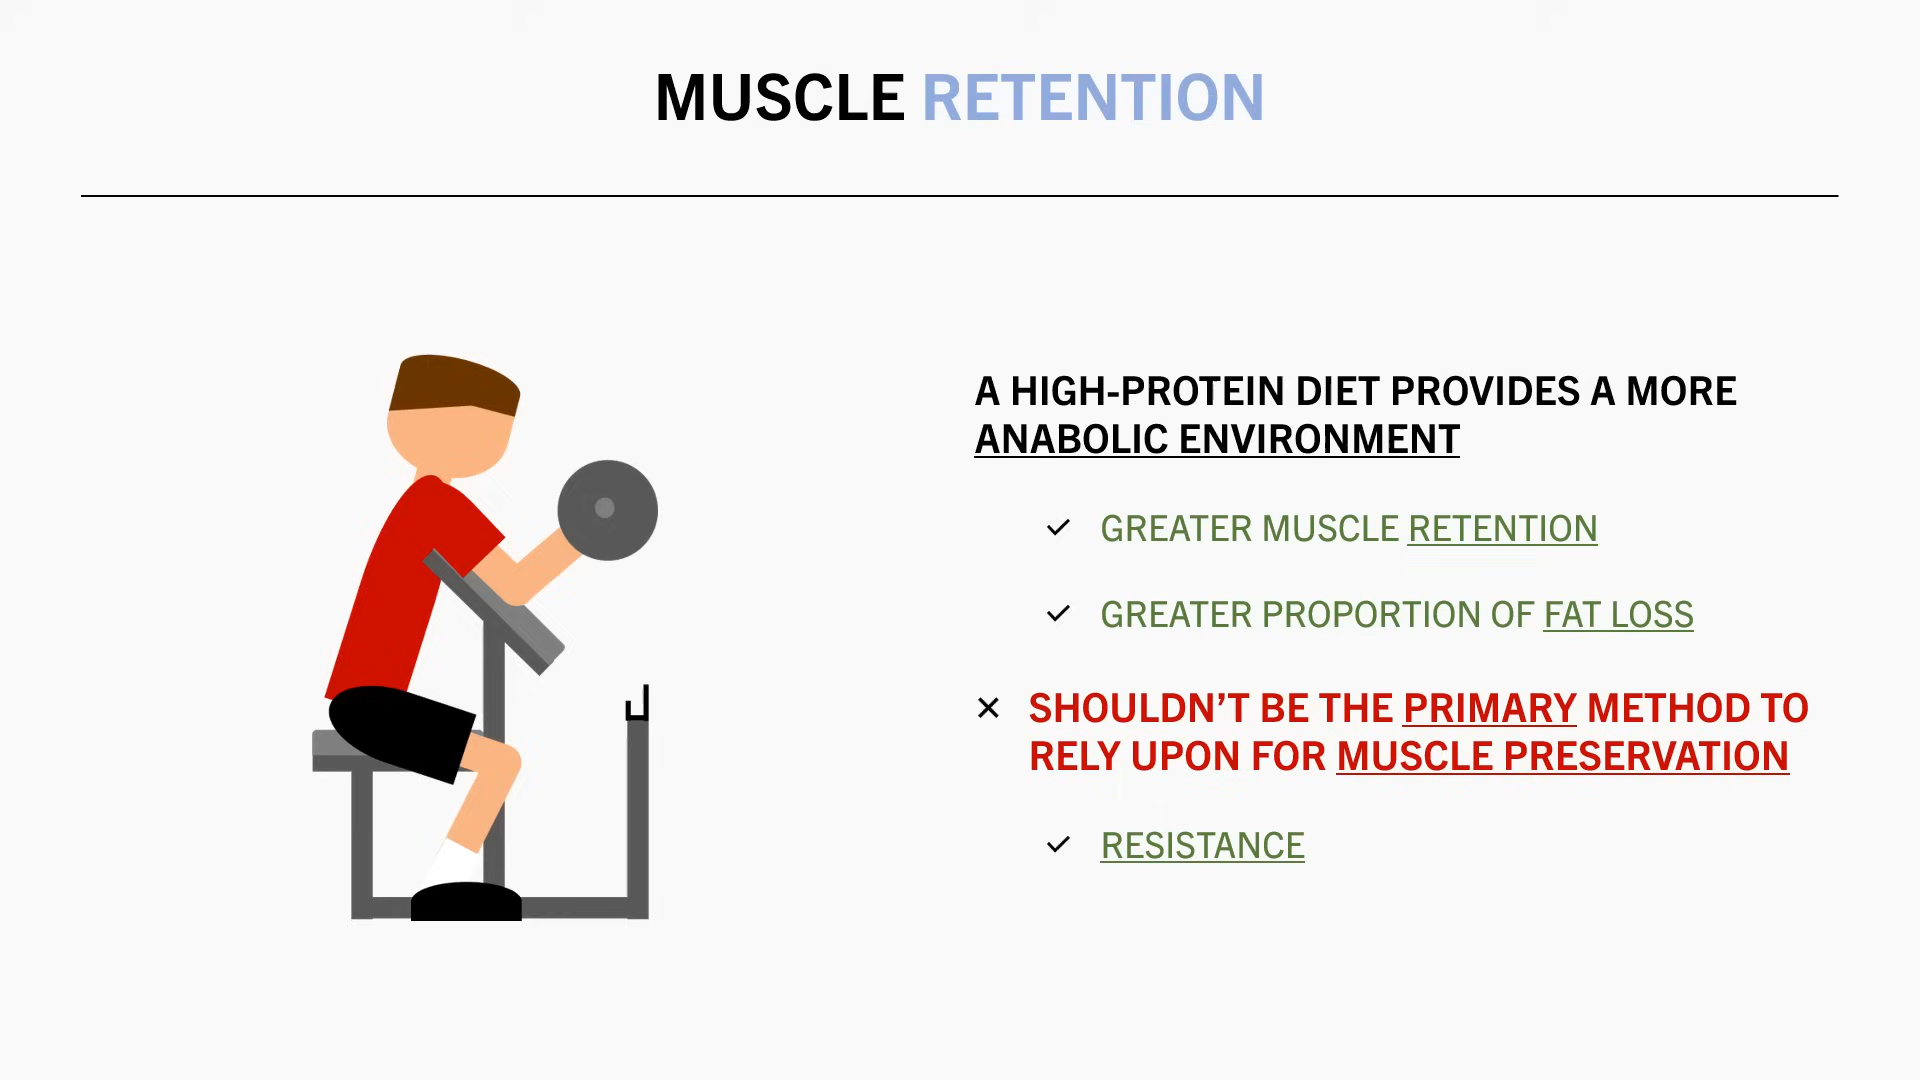 MUSCLE RETENTION
A HIGH-PROTEIN DIET PROVIDES A MORE
ANABOLIC ENVIRONMENT
✓ GREATER MUSCLE RETENTION
✓ GREATER PROPORTION OF FAT LOSS
✕ SHOULDN’T BE THE PRIMARY METHOD TO
RELY UPON FOR MUSCLE PRESERVATION
✓ RESISTANCE